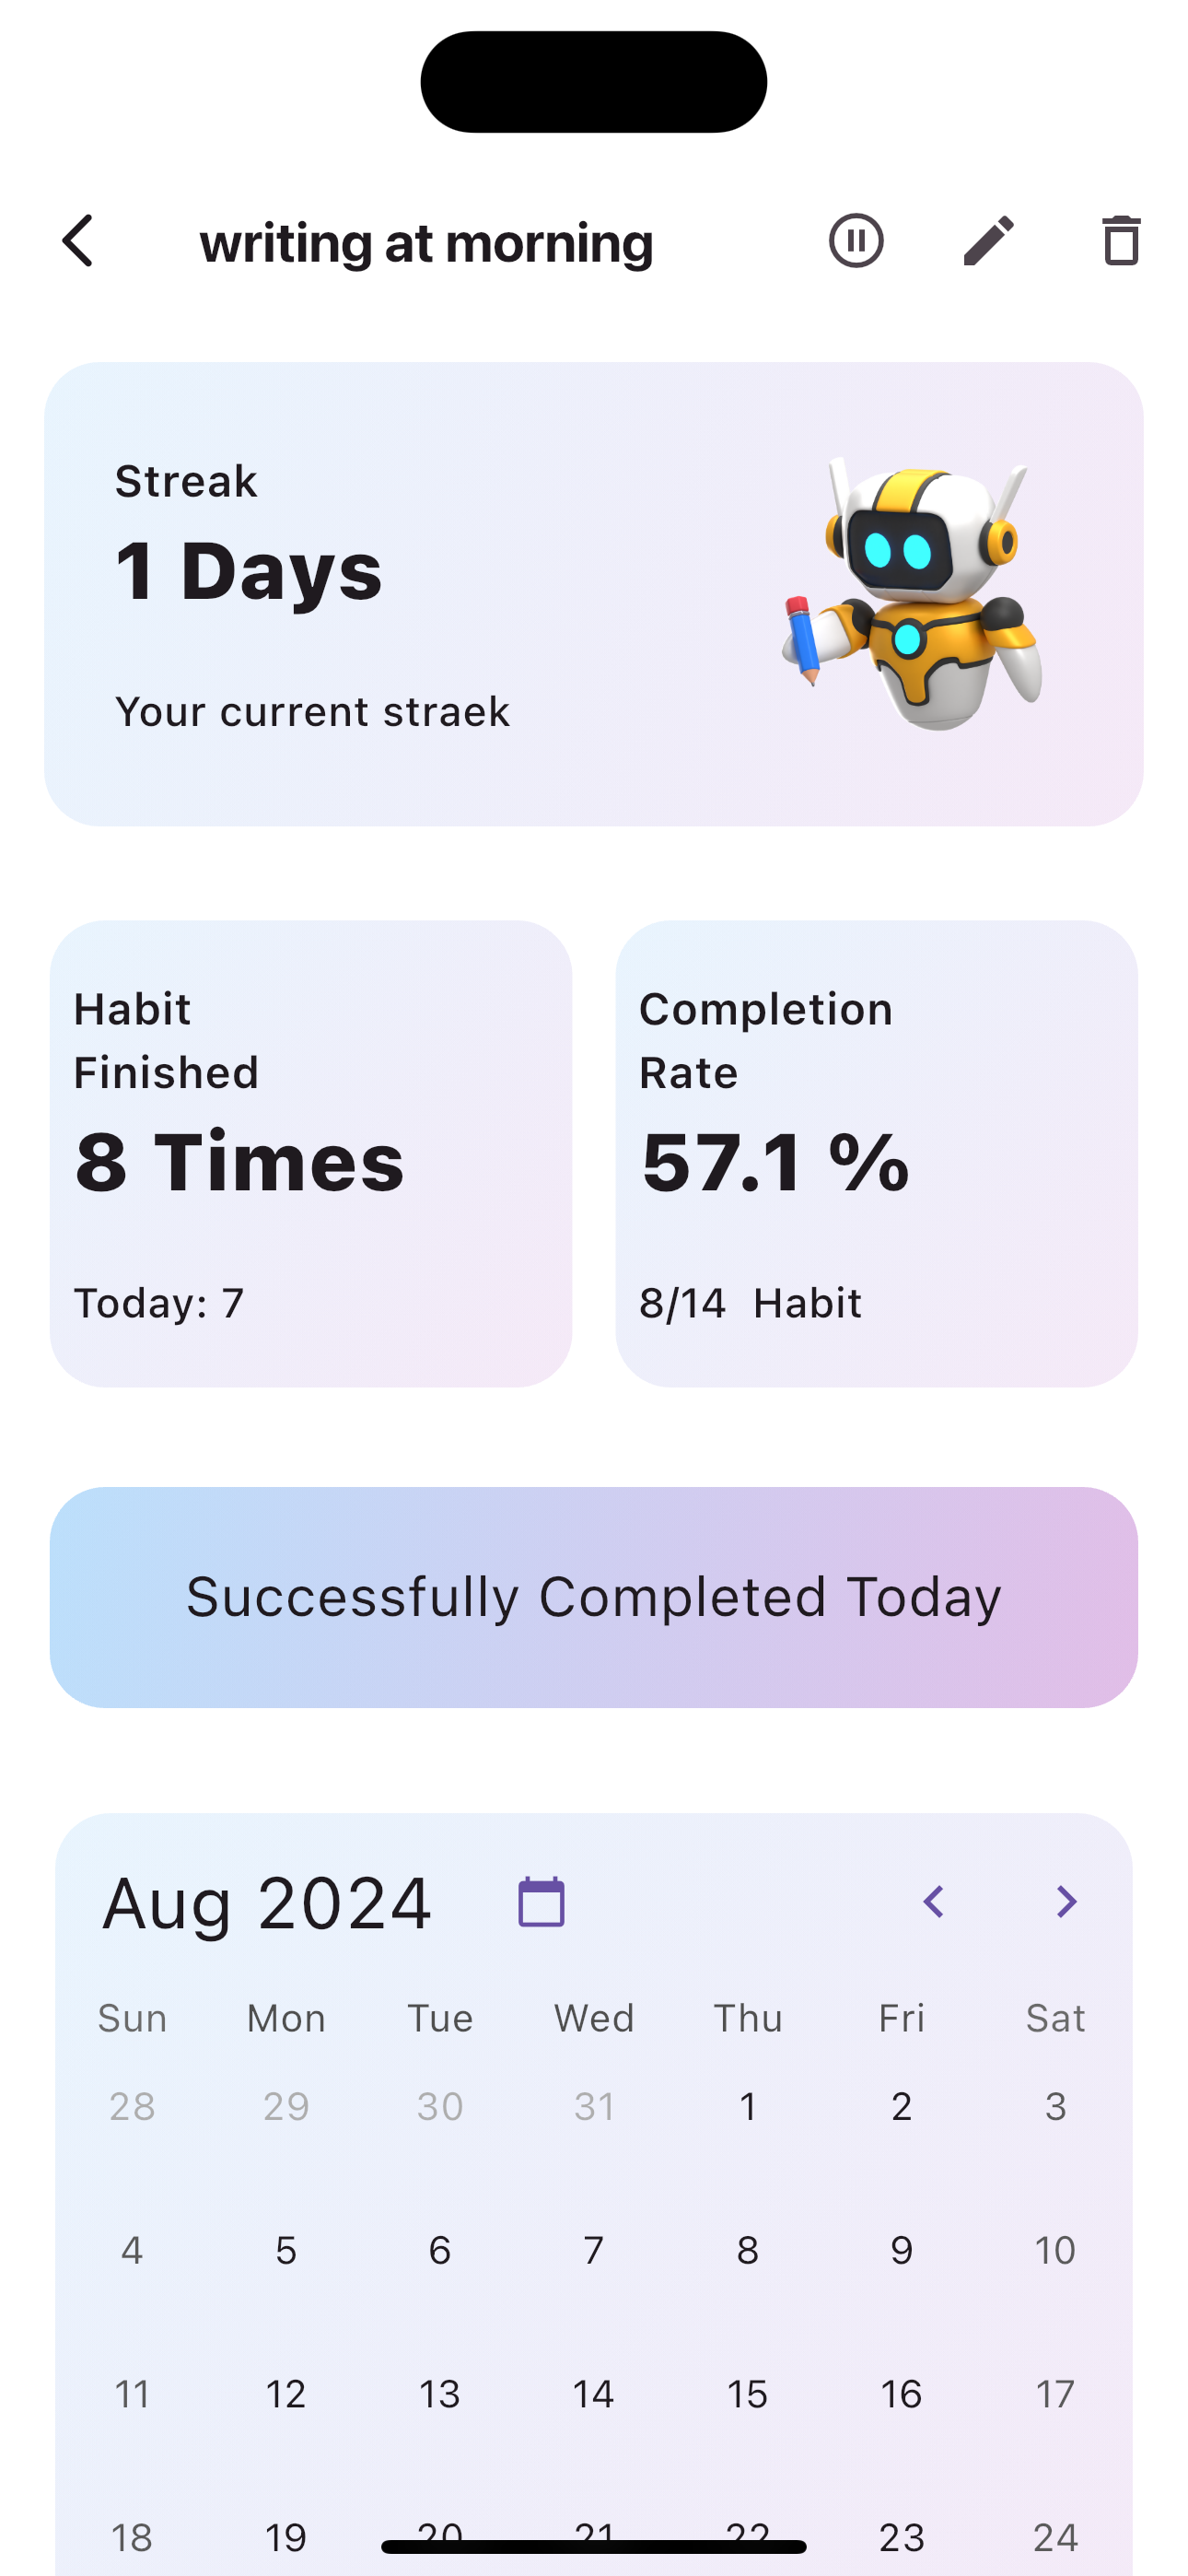 writing at morning
Streak
1 Days
Your current straek
Habit
Finished
8 Times
Today: 7
Completion
Rate
57.1 %
8/14 Habit
Successfully Completed Today
Aug 2024
Sun Mon Tue Wed Thu Fri Sat
28 29 30 31 1 2 3
4 5 6 7 8 9 10
11 12 13 14 15 16 17
18 19 20 21 22 23 24